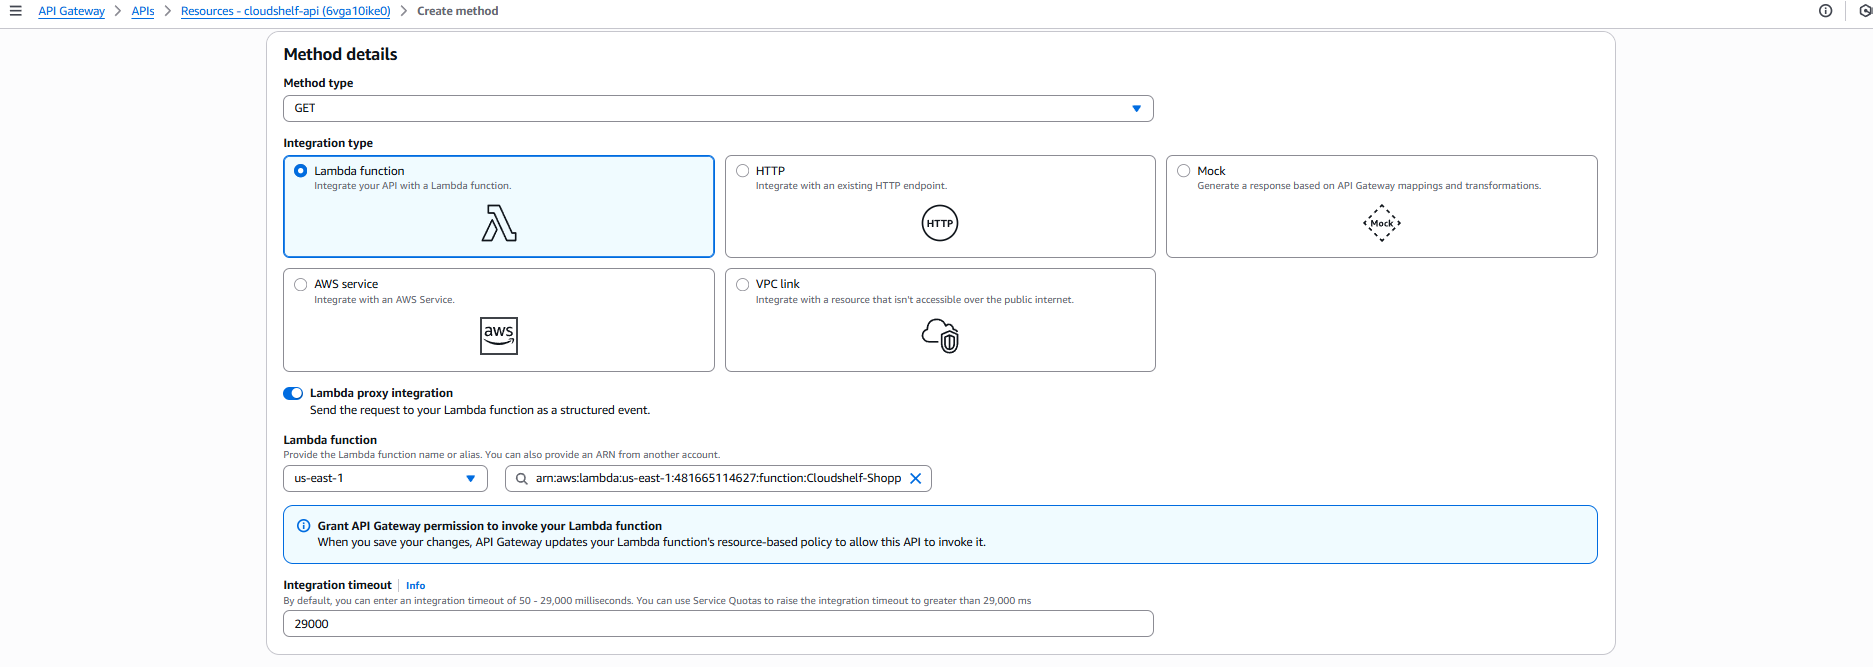 API Gateway > APIs > Resources - cloudshelf-api (6vga10ike0) > Create method
Method details
Method type
GET
Integration type
Lambda function
Integrate your API with a Lambda function.
HTTP
Integrate with an existing HTTP endpoint.
HTTP
Mock
Generate a response based on API Gateway mappings and transformations.
Mock
AWS service
Integrate with an AWS Service.
aws
VPC link
Integrate with a resource that isn't accessible over the public internet.
Lambda proxy integration
Send the request to your Lambda function as a structured event.
Lambda function
Provide the Lambda function name or alias. You can also provide an ARN from another account.
us-east-1
arn:aws:lambda:us-east-1:481665114627:function:Cloudshelf-Shopp
Grant API Gateway permission to invoke your Lambda function
When you save your changes, API Gateway updates your Lambda function's resource-based policy to allow this API to invoke it.
Integration timeout | Info
By default, you can enter an integration timeout of 50 - 29,000 milliseconds. You can use Service Quotas to raise the integration timeout to greater than 29,000 ms
29000